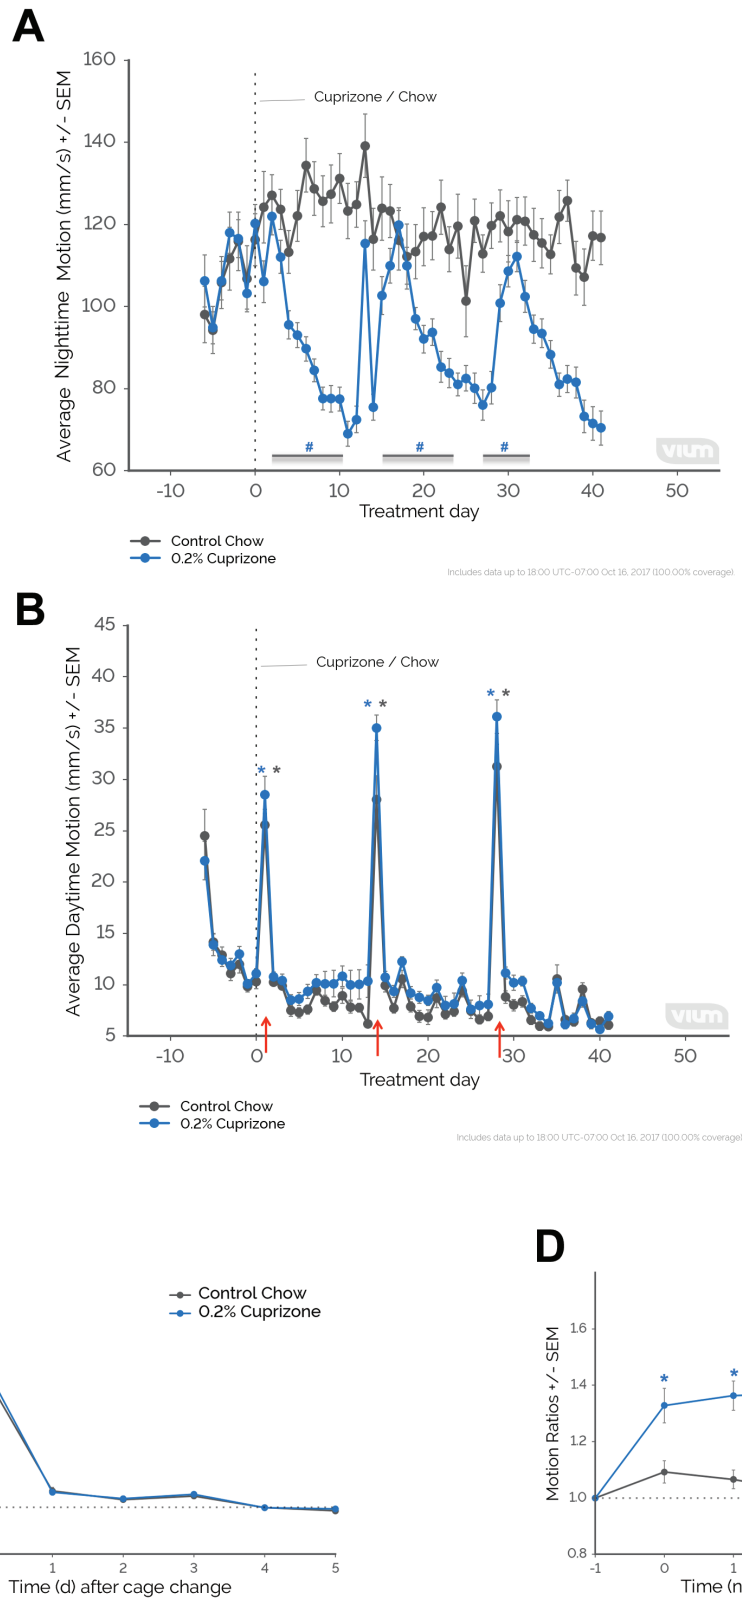 A
160
140
120
100
80
60
Average Nighttime Motion (mm/s) +/- SEM
Cuprizone / Chow
# # #
VIUM
-10 0 10 20 30 40 50
Treatment day
Control Chow
0.2% Cuprizone
Includes data up to 18:00 UTC-07:00 Oct 16, 2017 (100.00% coverage).
B
45
40
35
30
25
20
15
10
5
Average Daytime Motion (mm/s) +/- SEM
Cuprizone / Chow
* *
* *
* *
VIUM
-10 0 10 20 30 40 50
Treatment day
Control Chow
0.2% Cuprizone
Includes data up to 18:00 UTC-07:00 Oct 16, 2017 (100.00% coverage)
Control Chow
0.2% Cuprizone
1 2 3 4 5
Time (d) after cage change
D
1.6
1.4
1.2
1.0
0.8
Motion Ratios +/- SEM
* *
-1 0 1
Time (n